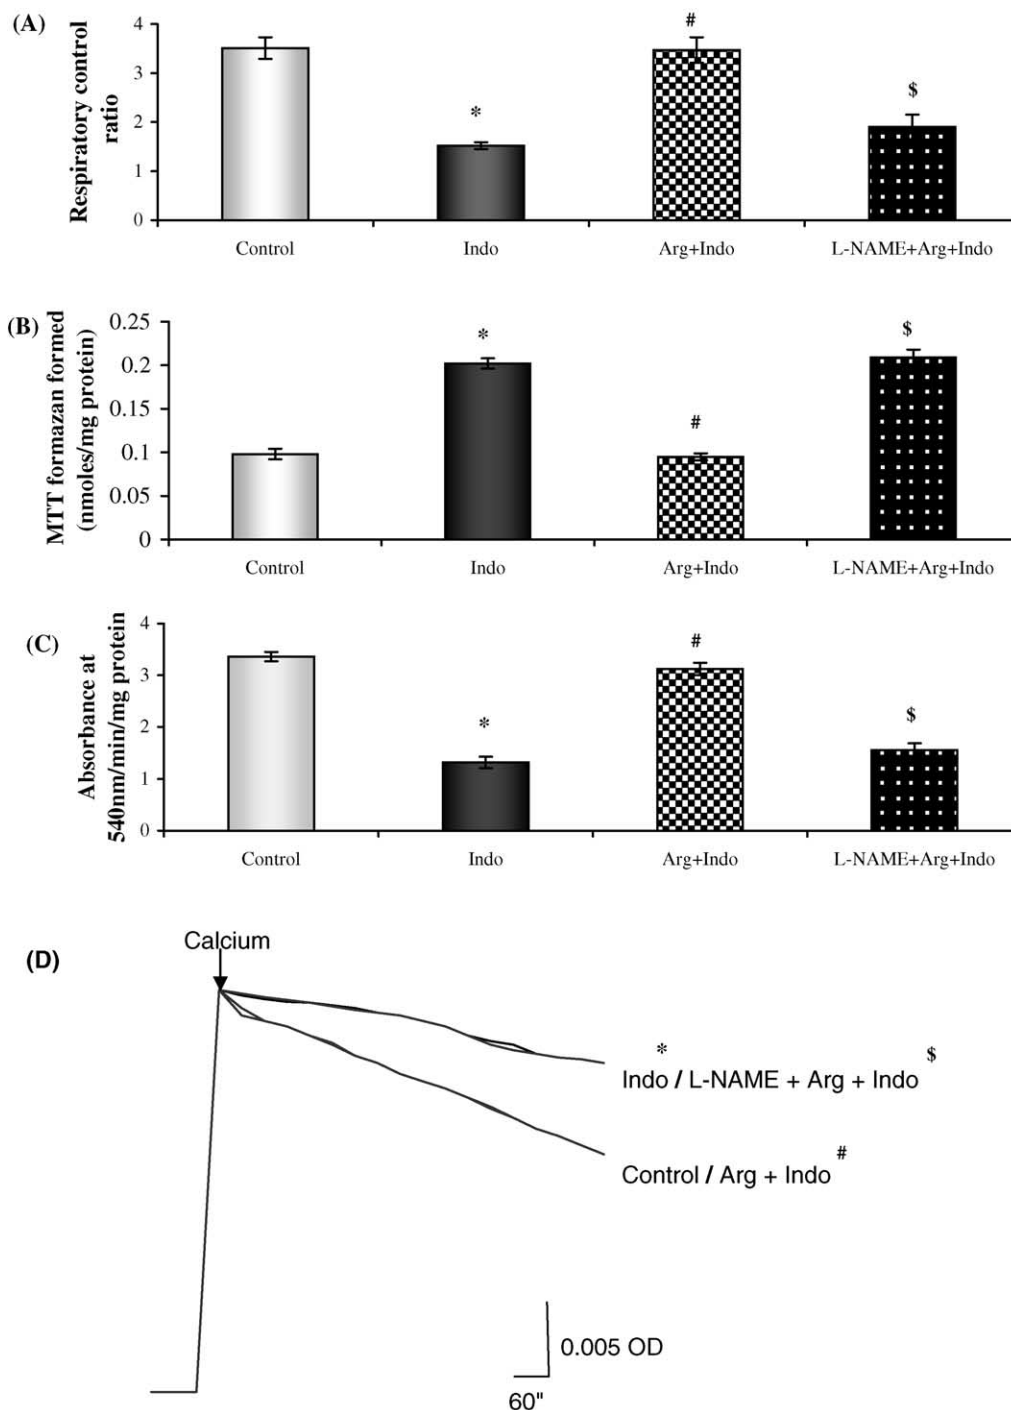 (A)
Respiratory control
ratio
4
3
2
1
0
*
#
$
Control
Indo
Arg+Indo
L-NAME+Arg+Indo
(B)
MTT formazan formed
(nmoles/mg protein)
0.25
0.2
0.15
0.1
0.05
0
*
#
$
Control
Indo
Arg+Indo
L-NAME+Arg+Indo
(C)
Absorbance at
540nm/min/mg protein
4
3
2
1
0
*
#
$
Control
Indo
Arg+Indo
L-NAME+Arg+Indo
(D)
Calcium
Indo* / L-NAME + Arg + Indo$
Control / Arg + Indo#
0.005 OD
60"